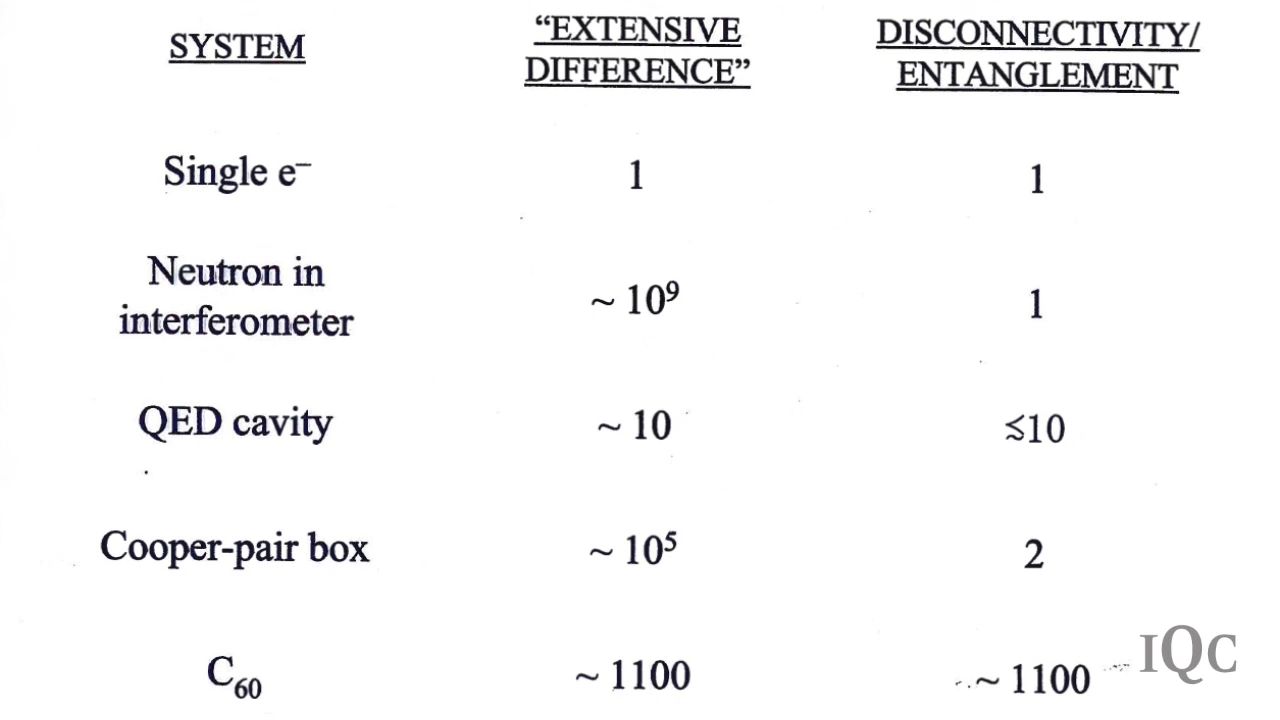 SYSTEM
“EXTENSIVE
DIFFERENCE”
DISCONNECTIVITY/
ENTANGLEMENT
Single e⁻ 1 1
Neutron in
interferometer ~ 10⁹ 1
QED cavity ~ 10 ≲10
Cooper-pair box ~ 10⁵ 2
C₆₀ ~ 1100 ~ 1100
IQC